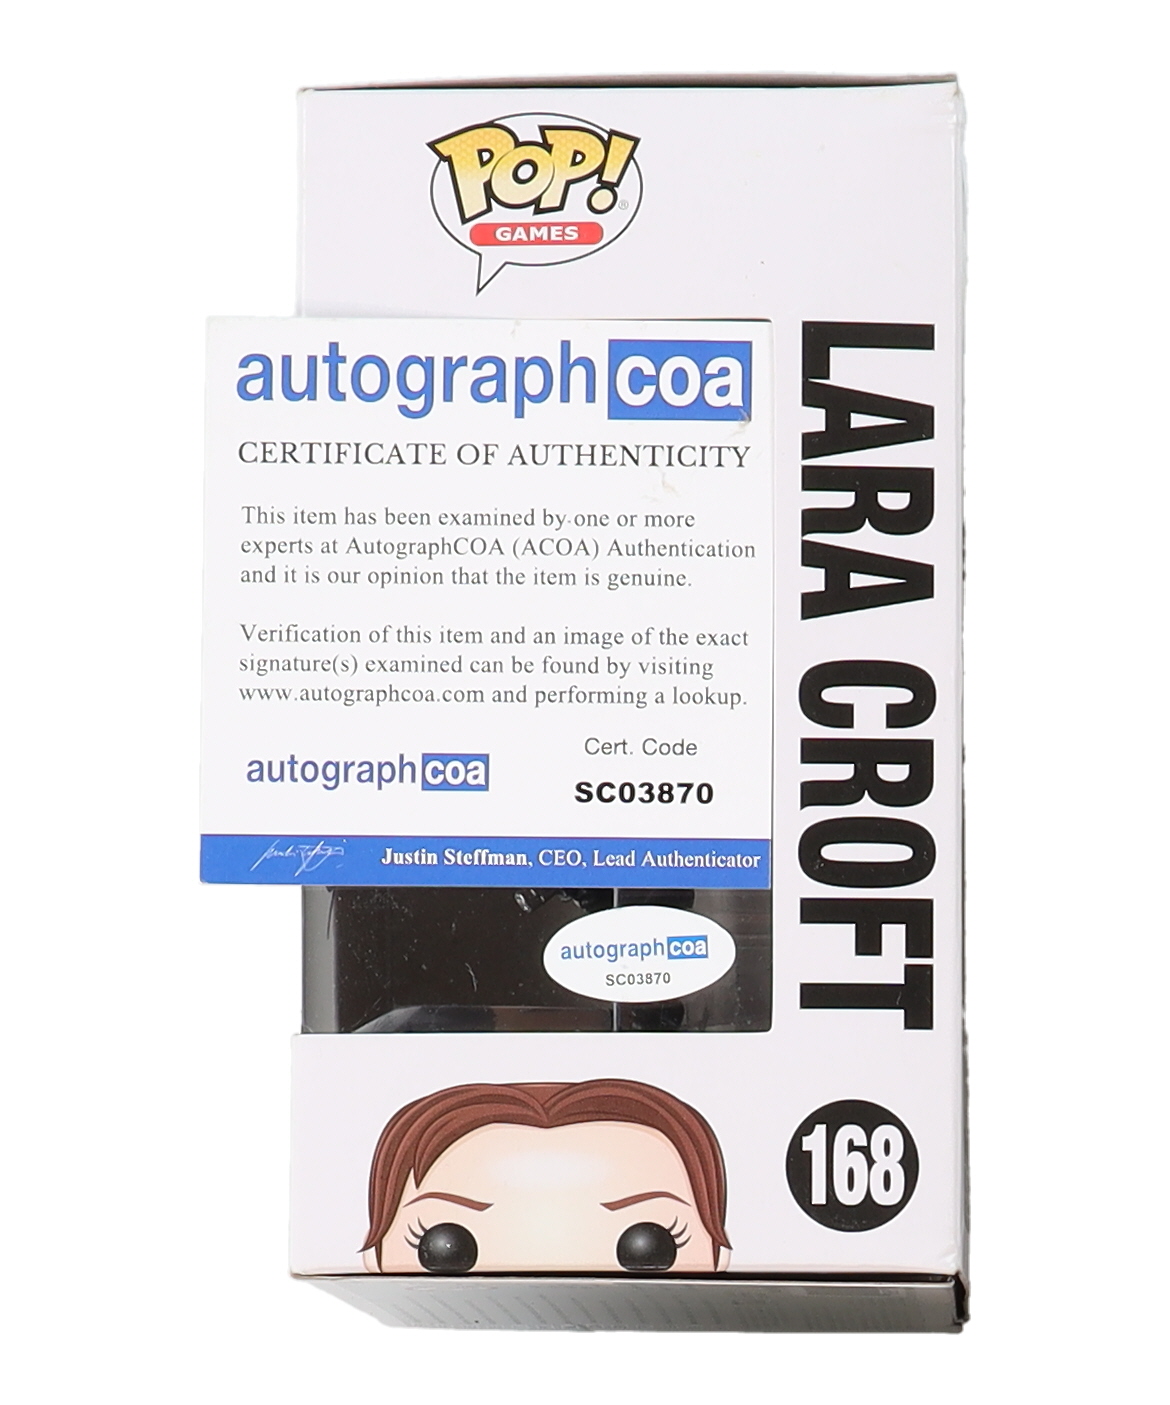 POP!
®
GAMES
autographcoa
CERTIFICATE OF AUTHENTICITY
This item has been examined by one or more
experts at AutographCOA (ACOA) Authentication
and it is our opinion that the item is genuine.
Verification of this item and an image of the exact
signature(s) examined can be found by visiting
www.autographcoa.com and performing a lookup.
autographcoa
Cert. Code
SC03870
Justin Steffman, CEO, Lead Authenticator
autographcoa
SC03870
LARA CROFT
168